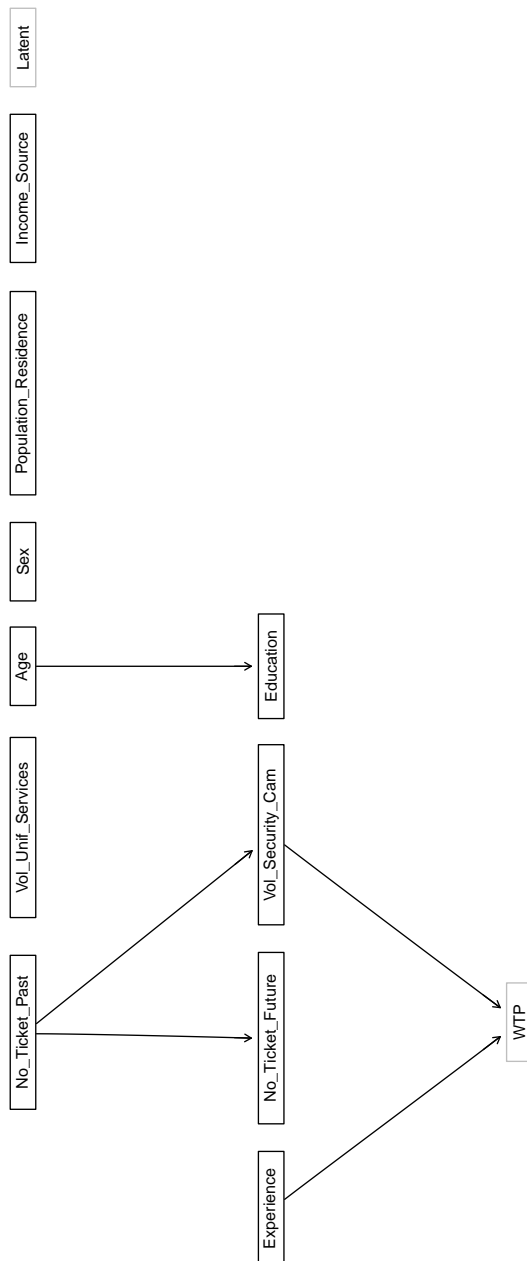 No_Ticket_Past
Vol_Unif_Services
Age
Sex
Population_Residence
Income_Source
Latent
Experience
No_Ticket_Future
Vol_Security_Cam
Education
WTP